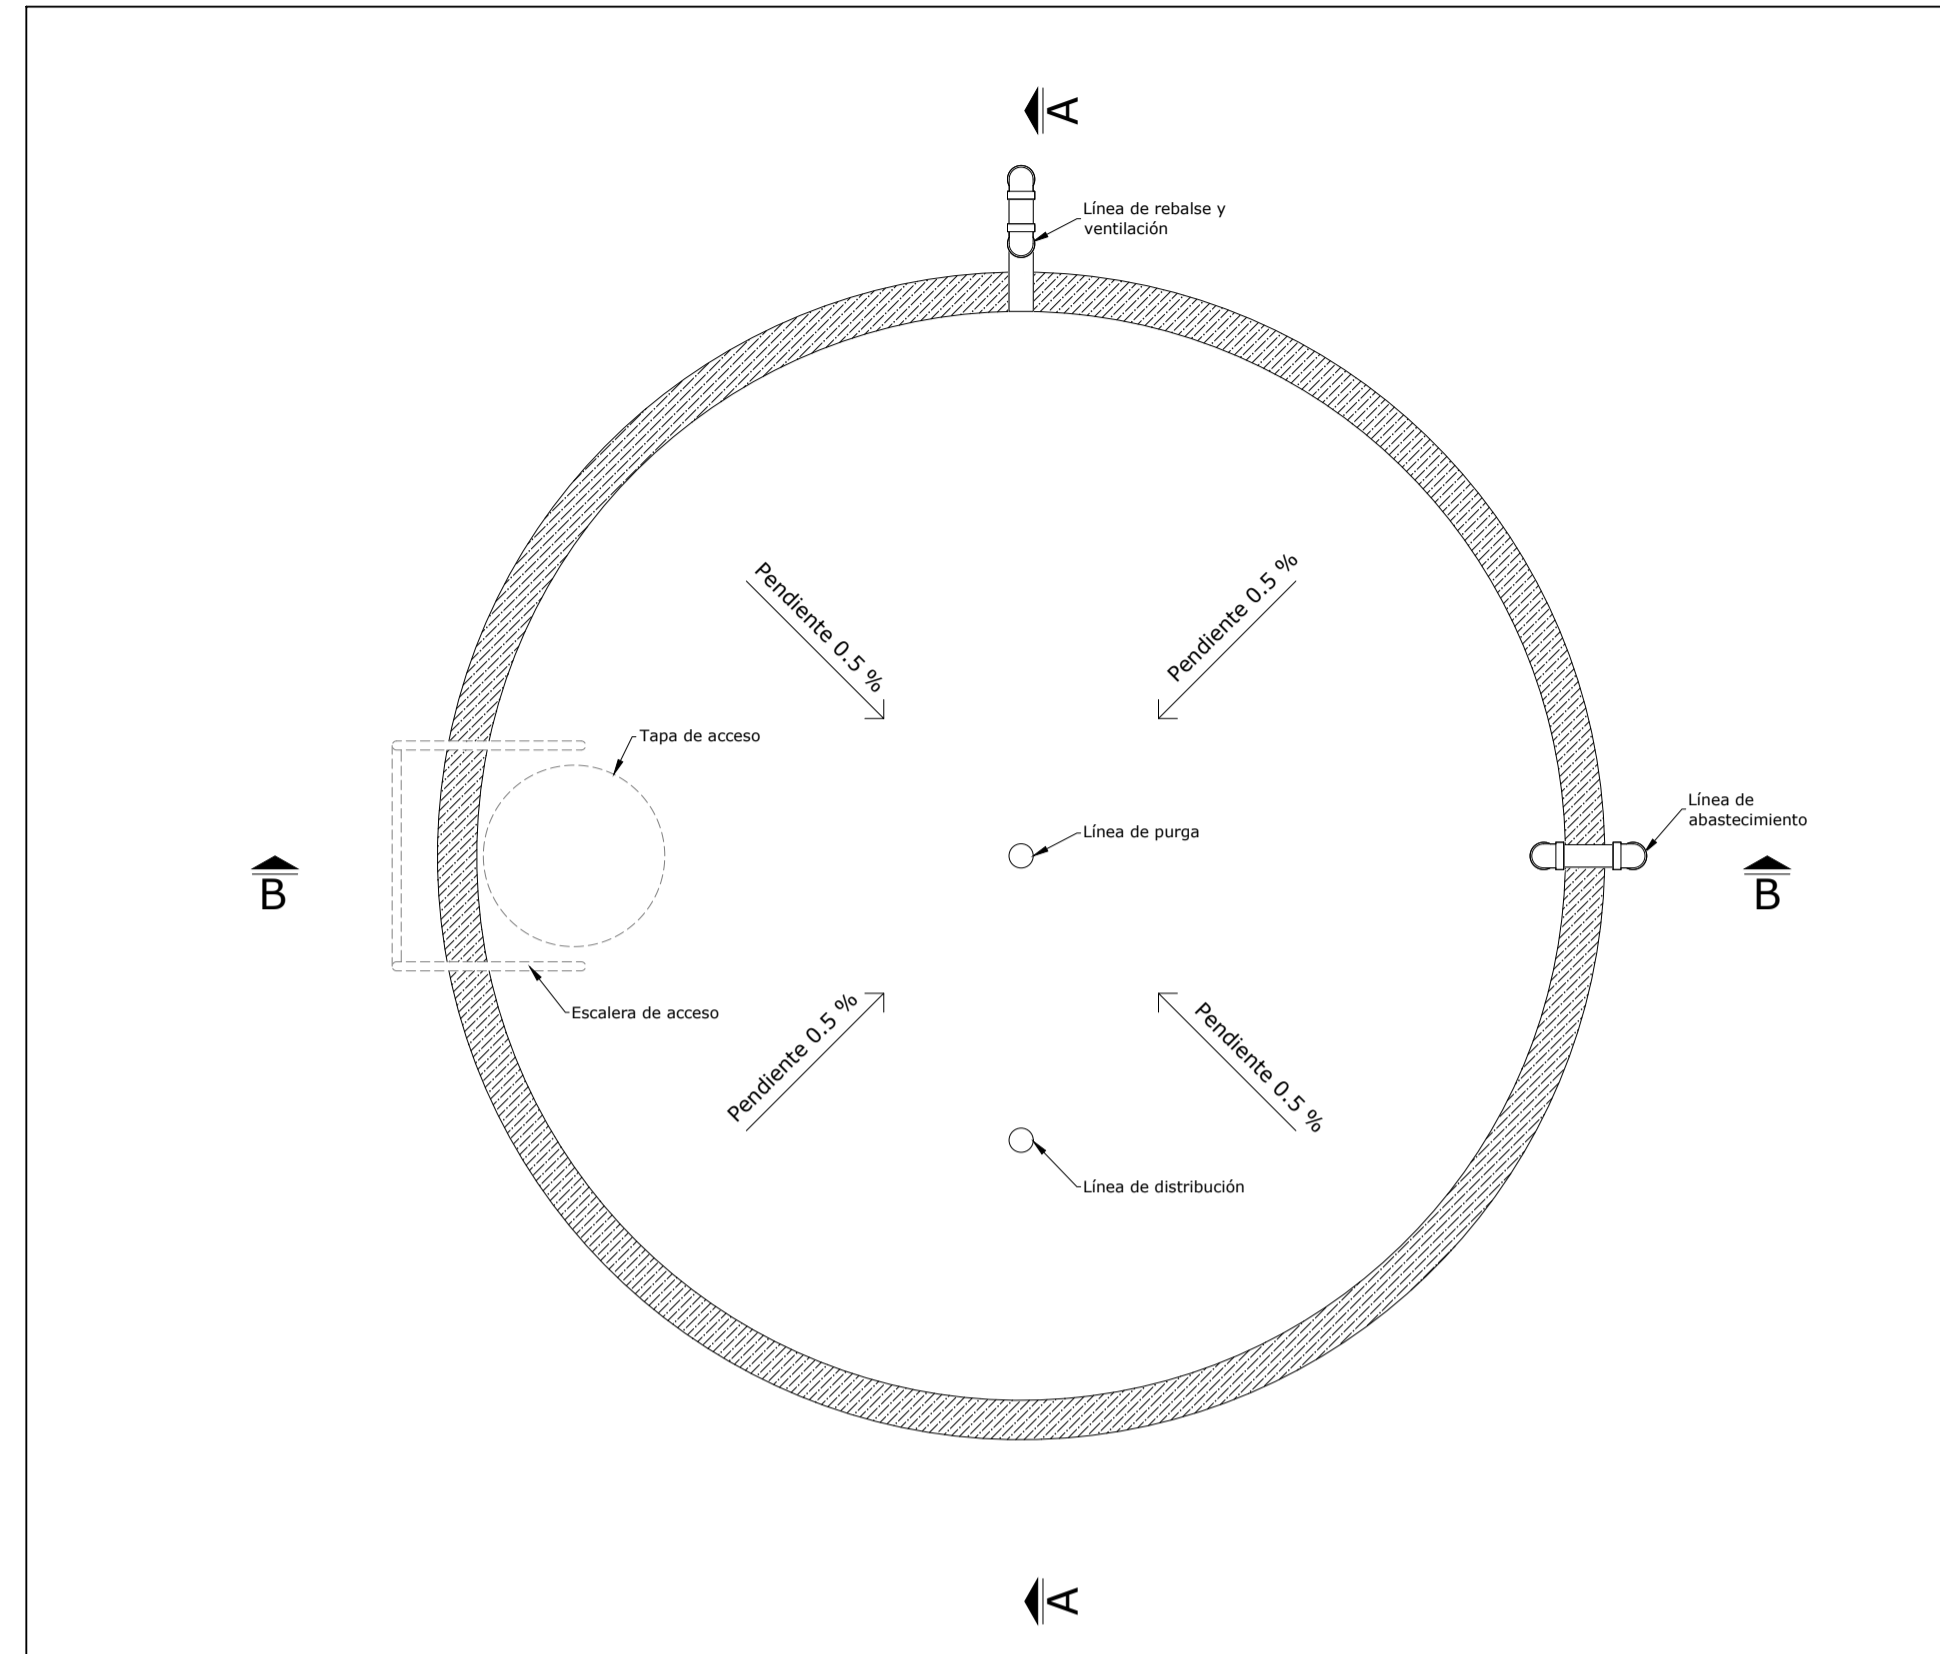 A
Línea de rebalse y
ventilación
Pendiente 0.5 %
Pendiente 0.5 %
Tapa de acceso
Línea de
abastecimiento
Línea de purga
B
B
Escalera de acceso
Pendiente 0.5 %
Pendiente 0.5 %
Línea de distribución
A